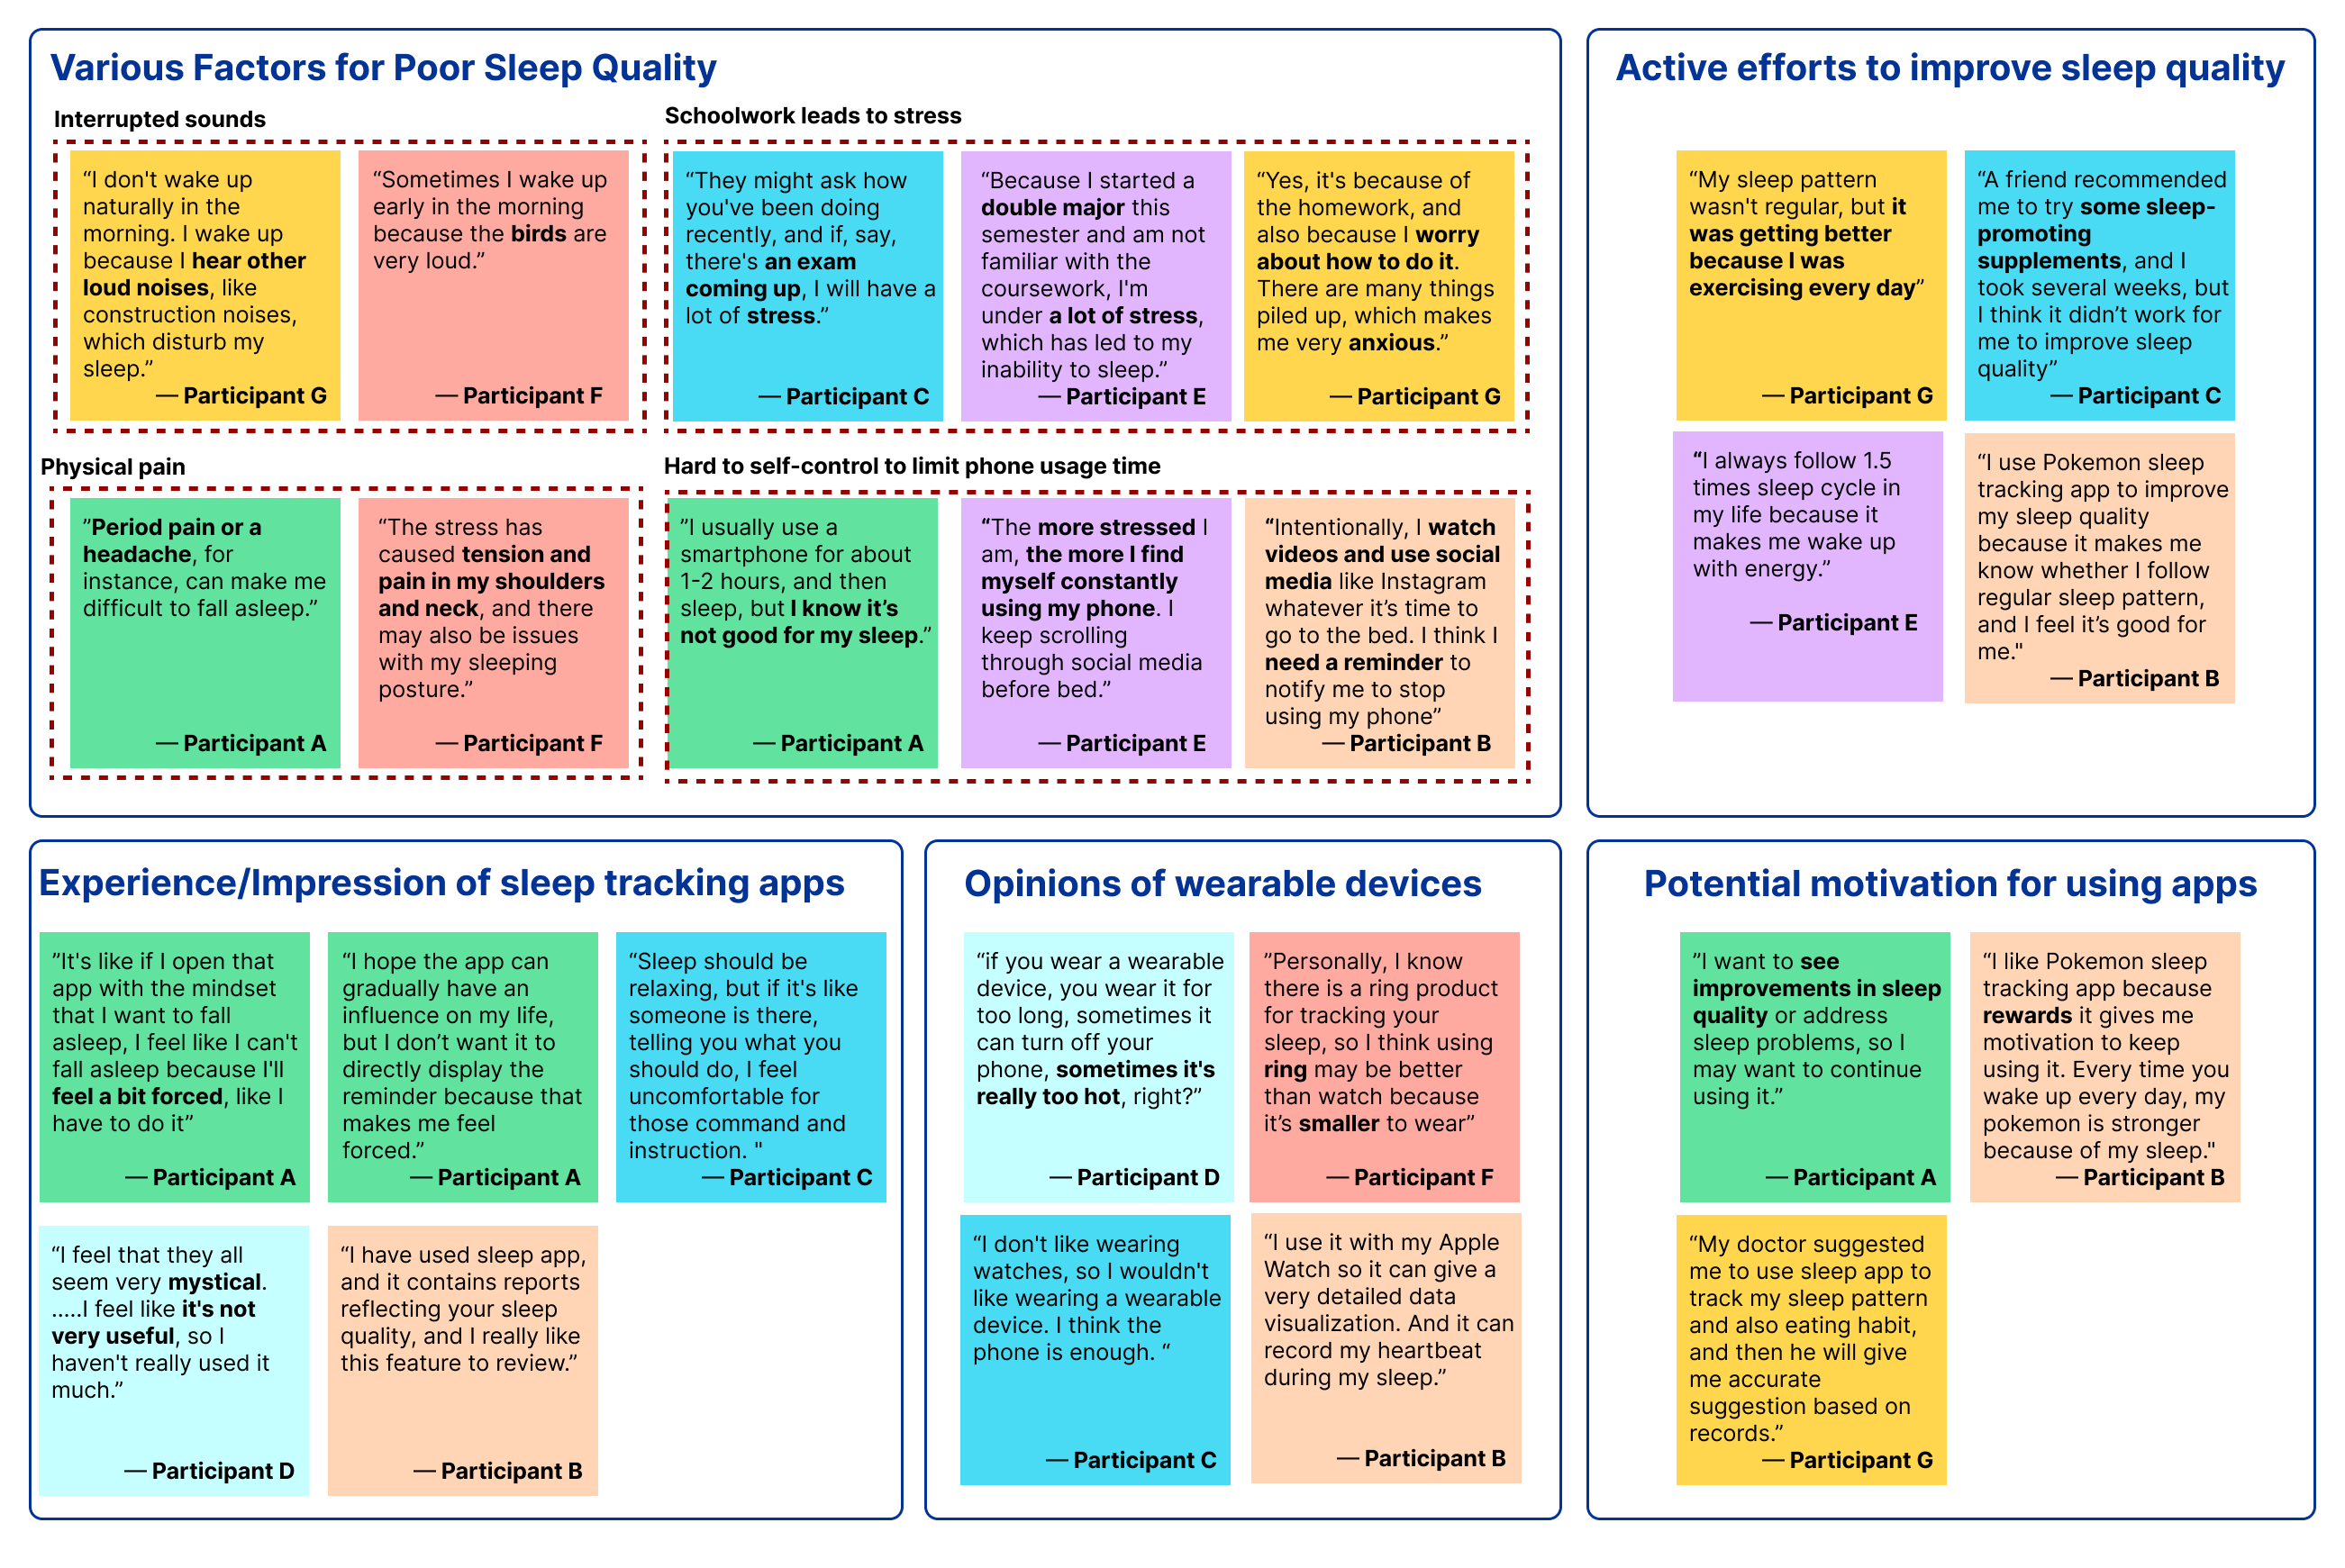 Various Factors for Poor Sleep Quality
Interrupted sounds
“I don't wake up
naturally in the
morning. I wake up
because I hear other
loud noises, like
construction noises,
which disturb my
sleep.”
— Participant G
“Sometimes I wake up
early in the morning
because the birds are
very loud.”
— Participant F
Schoolwork leads to stress
“They might ask how
you've been doing
recently, and if, say,
there's an exam
coming up, I will have a
lot of stress.”
— Participant C
“Because I started a
double major this
semester and am not
familiar with the
coursework, I'm
under a lot of stress,
which has led to my
inability to sleep.”
— Participant E
“Yes, it's because of
the homework, and
also because I worry
about how to do it.
There are many things
piled up, which makes
me very anxious.”
— Participant G
Physical pain
”Period pain or a
headache, for
instance, can make me
difficult to fall asleep.”
— Participant A
“The stress has
caused tension and
pain in my shoulders
and neck, and there
may also be issues
with my sleeping
posture.”
— Participant F
Hard to self-control to limit phone usage time
”I usually use a
smartphone for about
1-2 hours, and then
sleep, but I know it’s
not good for my sleep.”
— Participant A
“The more stressed I
am, the more I find
myself constantly
using my phone. I
keep scrolling
through social media
before bed.”
— Participant E
“Intentionally, I watch
videos and use social
media like Instagram
whatever it’s time to
go to the bed. I think I
need a reminder to
notify me to stop
using my phone”
— Participant B
Active efforts to improve sleep quality
“My sleep pattern
wasn't regular, but it
was getting better
because I was
exercising every day”
— Participant G
“A friend recommended
me to try some sleep-
promoting
supplements, and I
took several weeks, but
I think it didn’t work for
me to improve sleep
quality”
— Participant C
“I always follow 1.5
times sleep cycle in
my life because it
makes me wake up
with energy.”
— Participant E
“I use Pokemon sleep
tracking app to improve
my sleep quality
because it makes me
know whether I follow
regular sleep pattern,
and I feel it’s good for
me."
— Participant B
Experience/Impression of sleep tracking apps
”It's like if I open that
app with the mindset
that I want to fall
asleep, I feel like I can't
fall asleep because I'll
feel a bit forced, like I
have to do it”
— Participant A
“I hope the app can
gradually have an
influence on my life,
but I don’t want it to
directly display the
reminder because that
makes me feel
forced.”
— Participant A
“Sleep should be
relaxing, but if it's like
someone is there,
telling you what you
should do, I feel
uncomfortable for
those command and
instruction. "
— Participant C
“I feel that they all
seem very mystical.
.....I feel like it's not
very useful, so I
haven't really used it
much.”
— Participant D
“I have used sleep app,
and it contains reports
reflecting your sleep
quality, and I really like
this feature to review.”
— Participant B
Opinions of wearable devices
“if you wear a wearable
device, you wear it for
too long, sometimes it
can turn off your
phone, sometimes it's
really too hot, right?”
— Participant D
”Personally, I know
there is a ring product
for tracking your
sleep, so I think using
ring may be better
than watch because
it’s smaller to wear”
— Participant F
“I don't like wearing
watches, so I wouldn't
like wearing a wearable
device. I think the
phone is enough. “
— Participant C
“I use it with my Apple
Watch so it can give a
very detailed data
visualization. And it can
record my heartbeat
during my sleep.”
— Participant B
Potential motivation for using apps
”I want to see
improvements in sleep
quality or address
sleep problems, so I
may want to continue
using it.”
— Participant A
“I like Pokemon sleep
tracking app because
rewards it gives me
motivation to keep
using it. Every time you
wake up every day, my
pokemon is stronger
because of my sleep."
— Participant B
“My doctor suggested
me to use sleep app to
track my sleep pattern
and also eating habit,
and then he will give
me accurate
suggestion based on
records.”
— Participant G